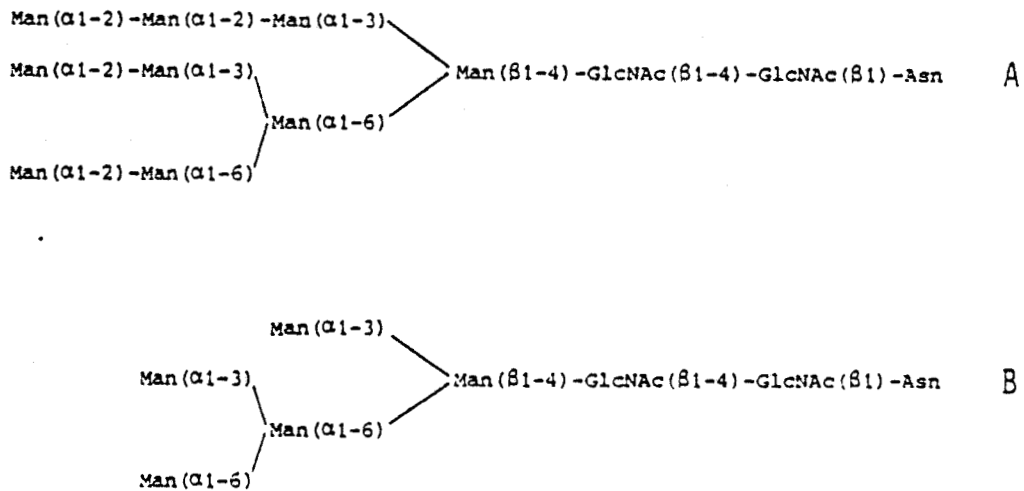 Man(α1-2)-Man(α1-2)-Man(α1-3)
Man(α1-2)-Man(α1-3) Man(β1-4)-GlcNAc(β1-4)-GlcNAc(β1)-Asn A
Man(α1-6)
Man(α1-2)-Man(α1-6)
Man(α1-3)
Man(α1-3) Man(β1-4)-GlcNAc(β1-4)-GlcNAc(β1)-Asn B
Man(α1-6)
Man(α1-6)